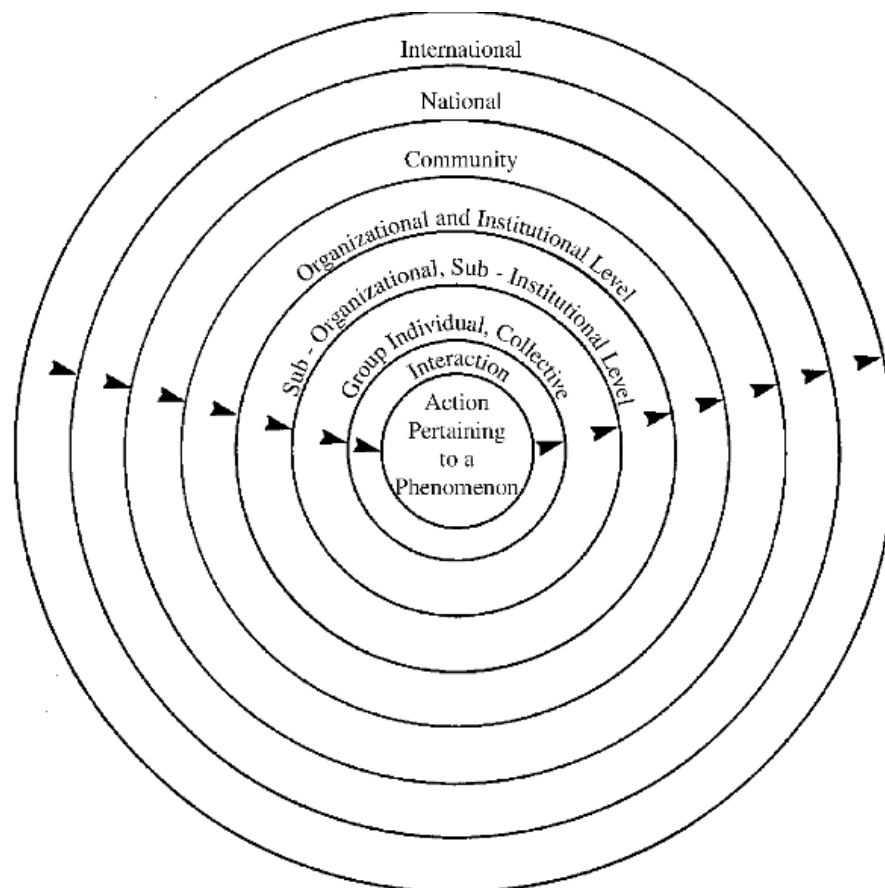 International
National
Community
Organizational and Institutional Level
Sub - Organizational, Sub - Institutional Level
Group Individual, Collective
Interaction
Action
Pertaining
to a
Phenomenon